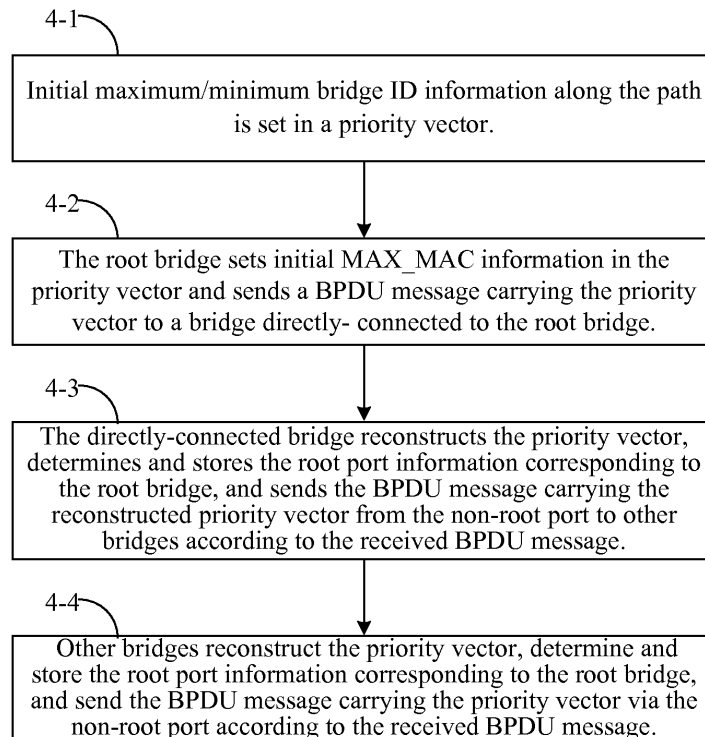 4-1
Initial maximum/minimum bridge ID information along the path
is set in a priority vector.
4-2
The root bridge sets initial MAX_MAC information in the
priority vector and sends a BPDU message carrying the priority
vector to a bridge directly- connected to the root bridge.
4-3
The directly-connected bridge reconstructs the priority vector,
determines and stores the root port information corresponding to
the root bridge, and sends the BPDU message carrying the
reconstructed priority vector from the non-root port to other
bridges according to the received BPDU message.
4-4
Other bridges reconstruct the priority vector, determine and
store the root port information corresponding to the root bridge,
and send the BPDU message carrying the priority vector via the
non-root port according to the received BPDU message.